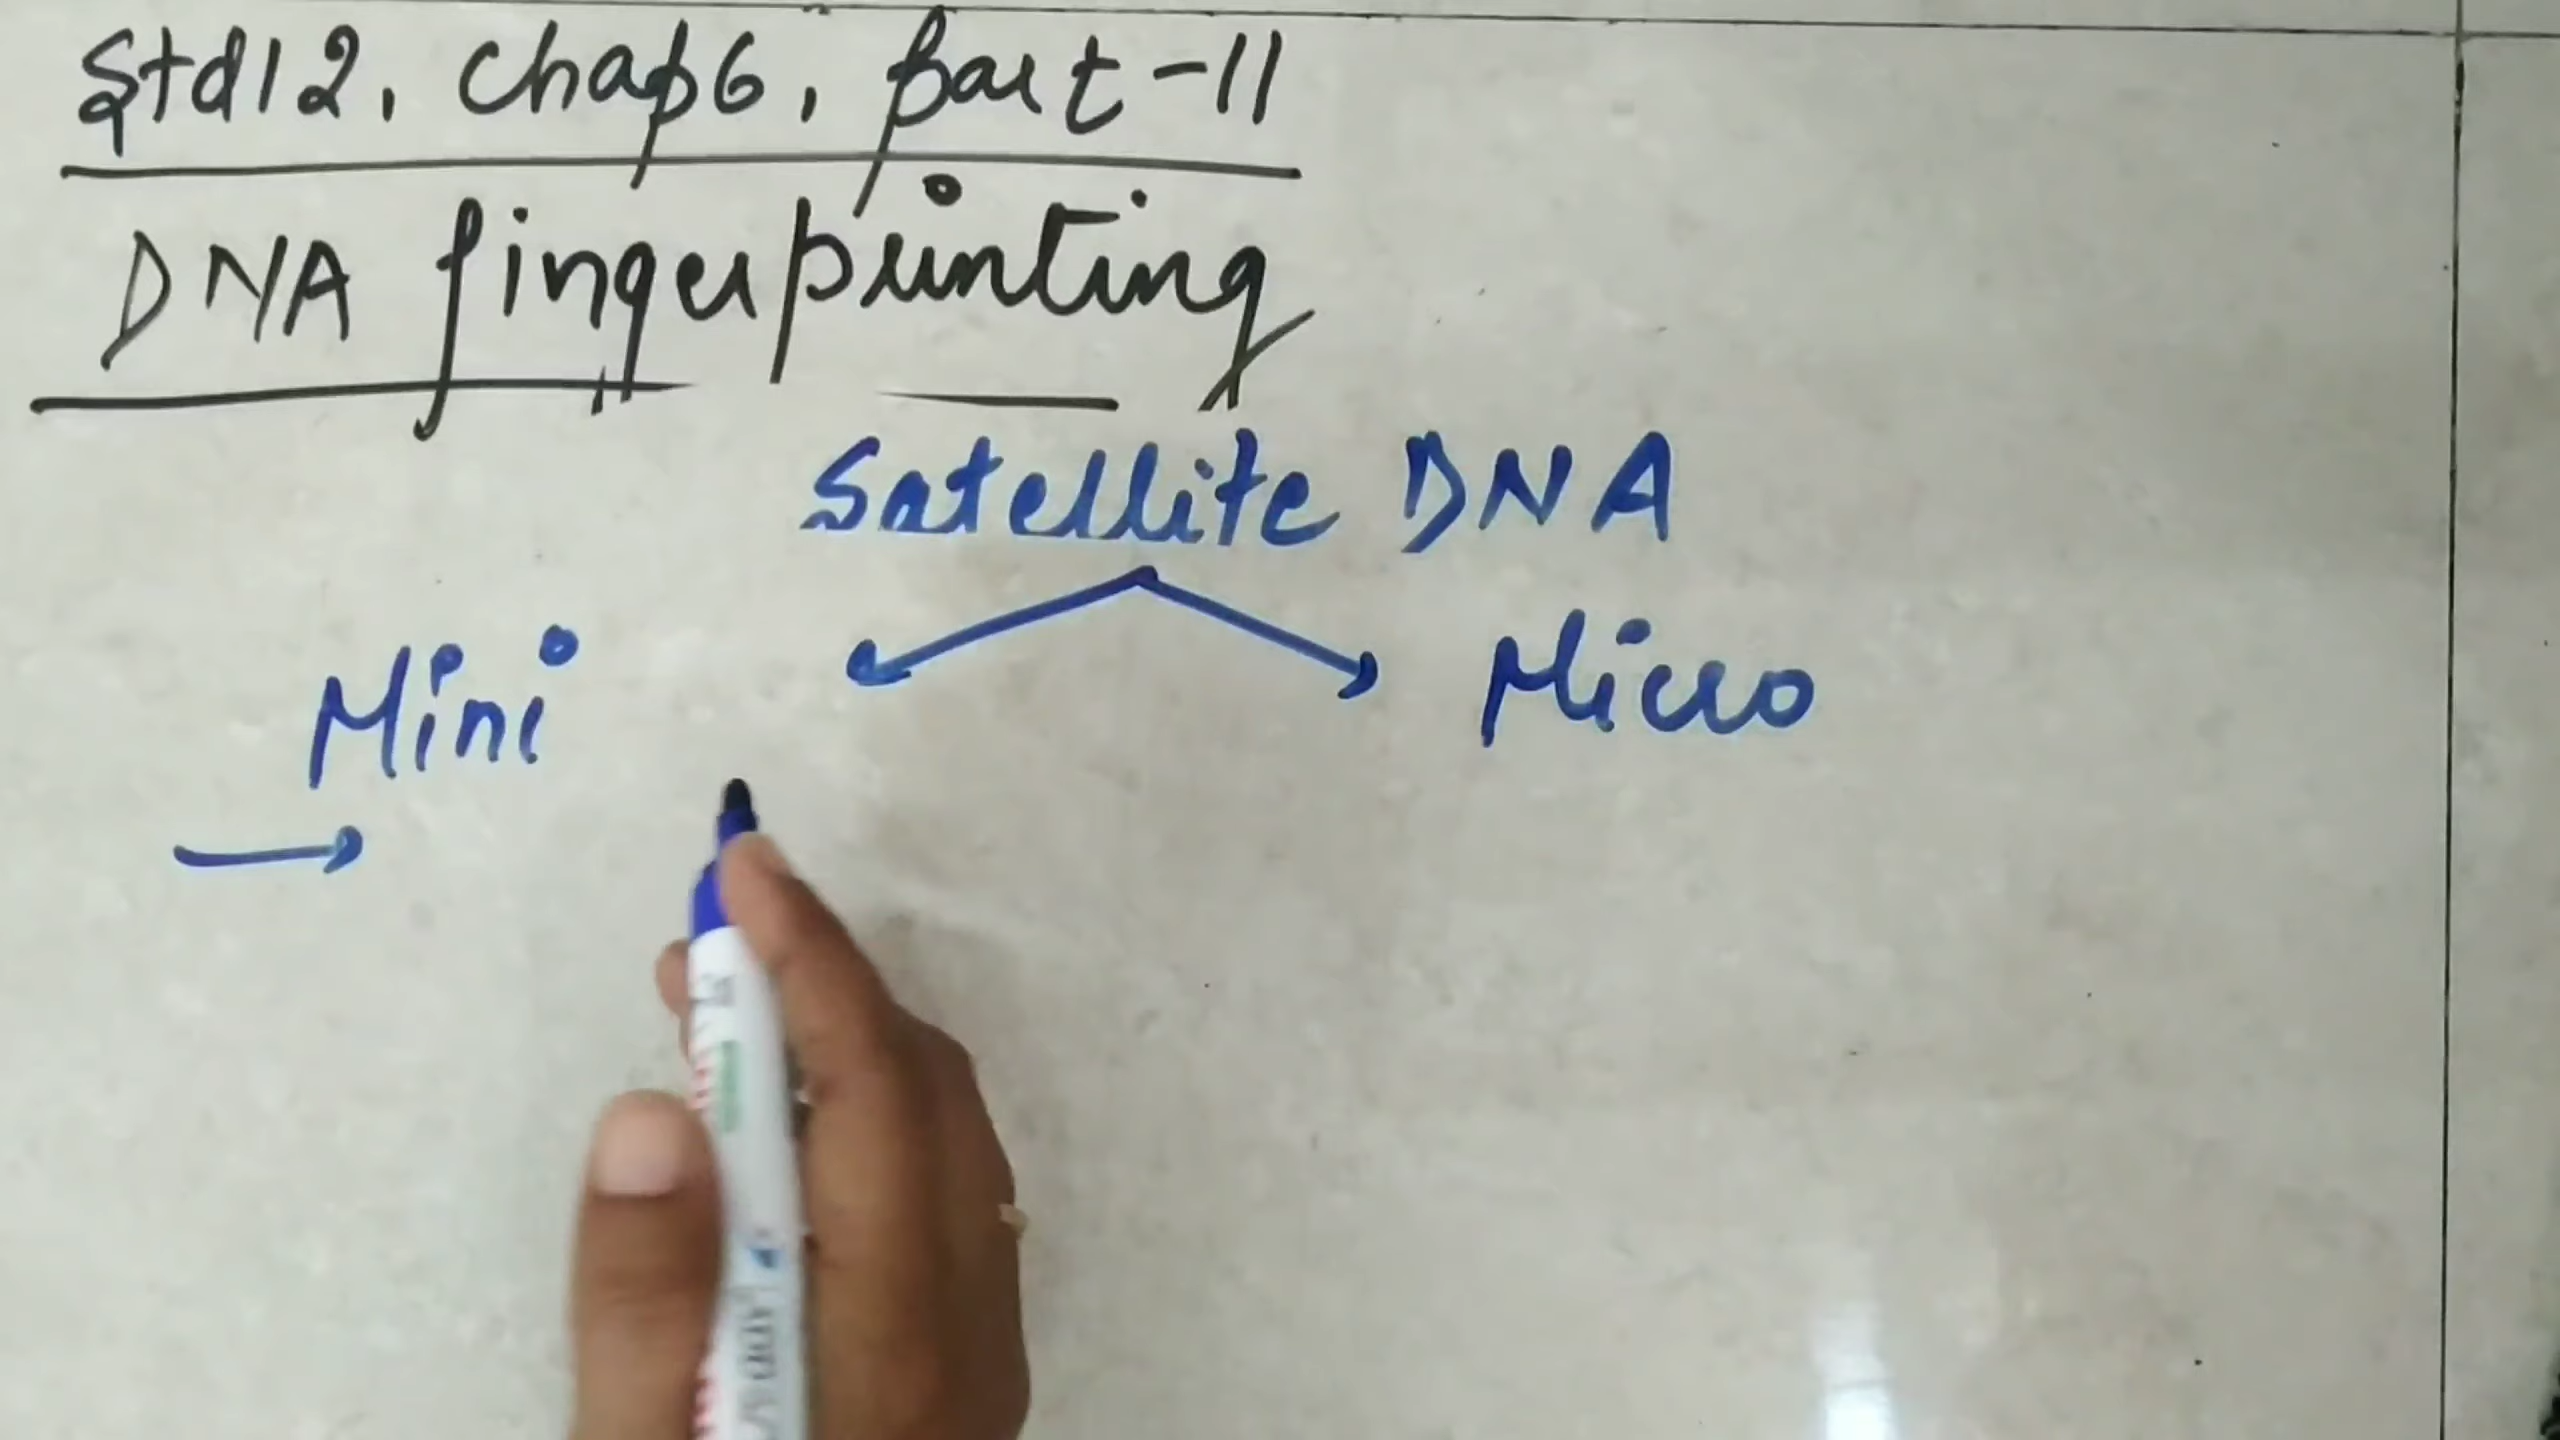 Std12, Chap6, Part-11
DNA fingerprinting
Satellite DNA
Mini
Micro